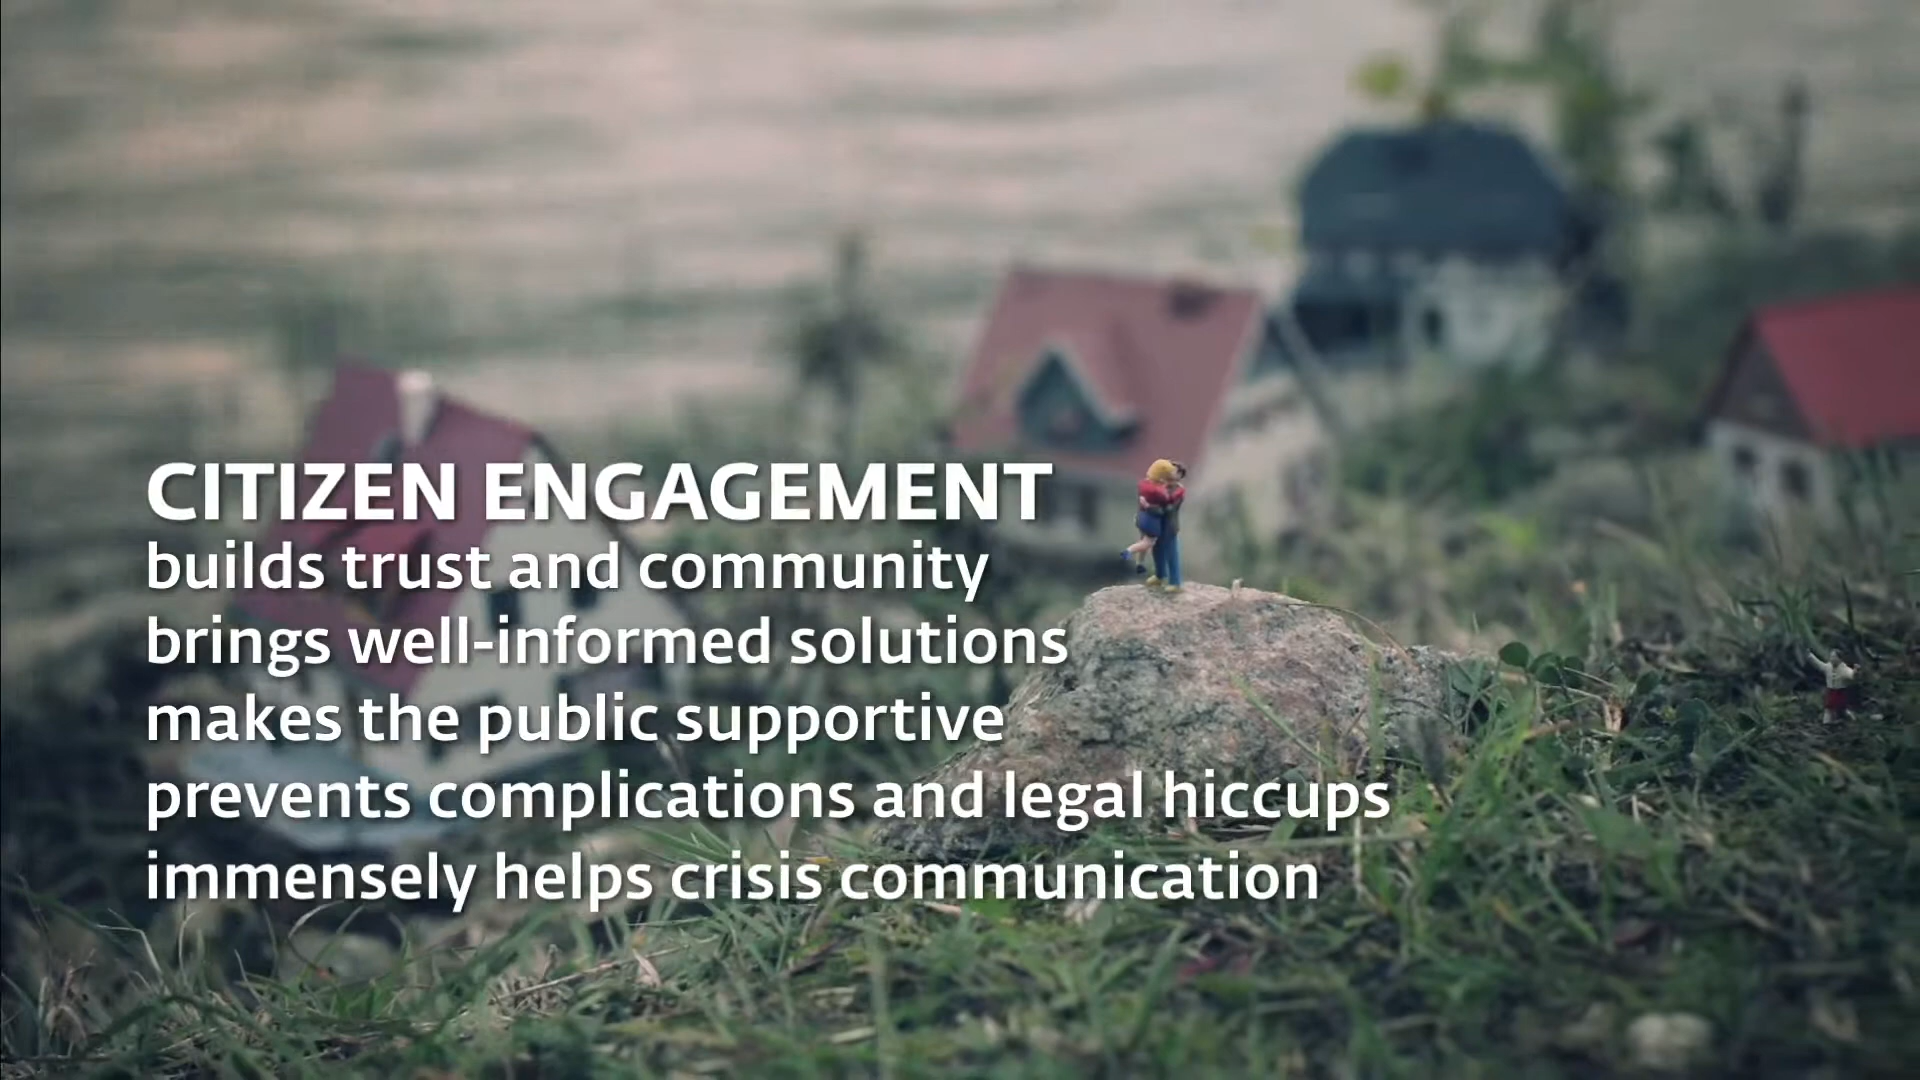 CITIZEN ENGAGEMENT
builds trust and community
brings well-informed solutions
makes the public supportive
prevents complications and legal hiccups
immensely helps crisis communication